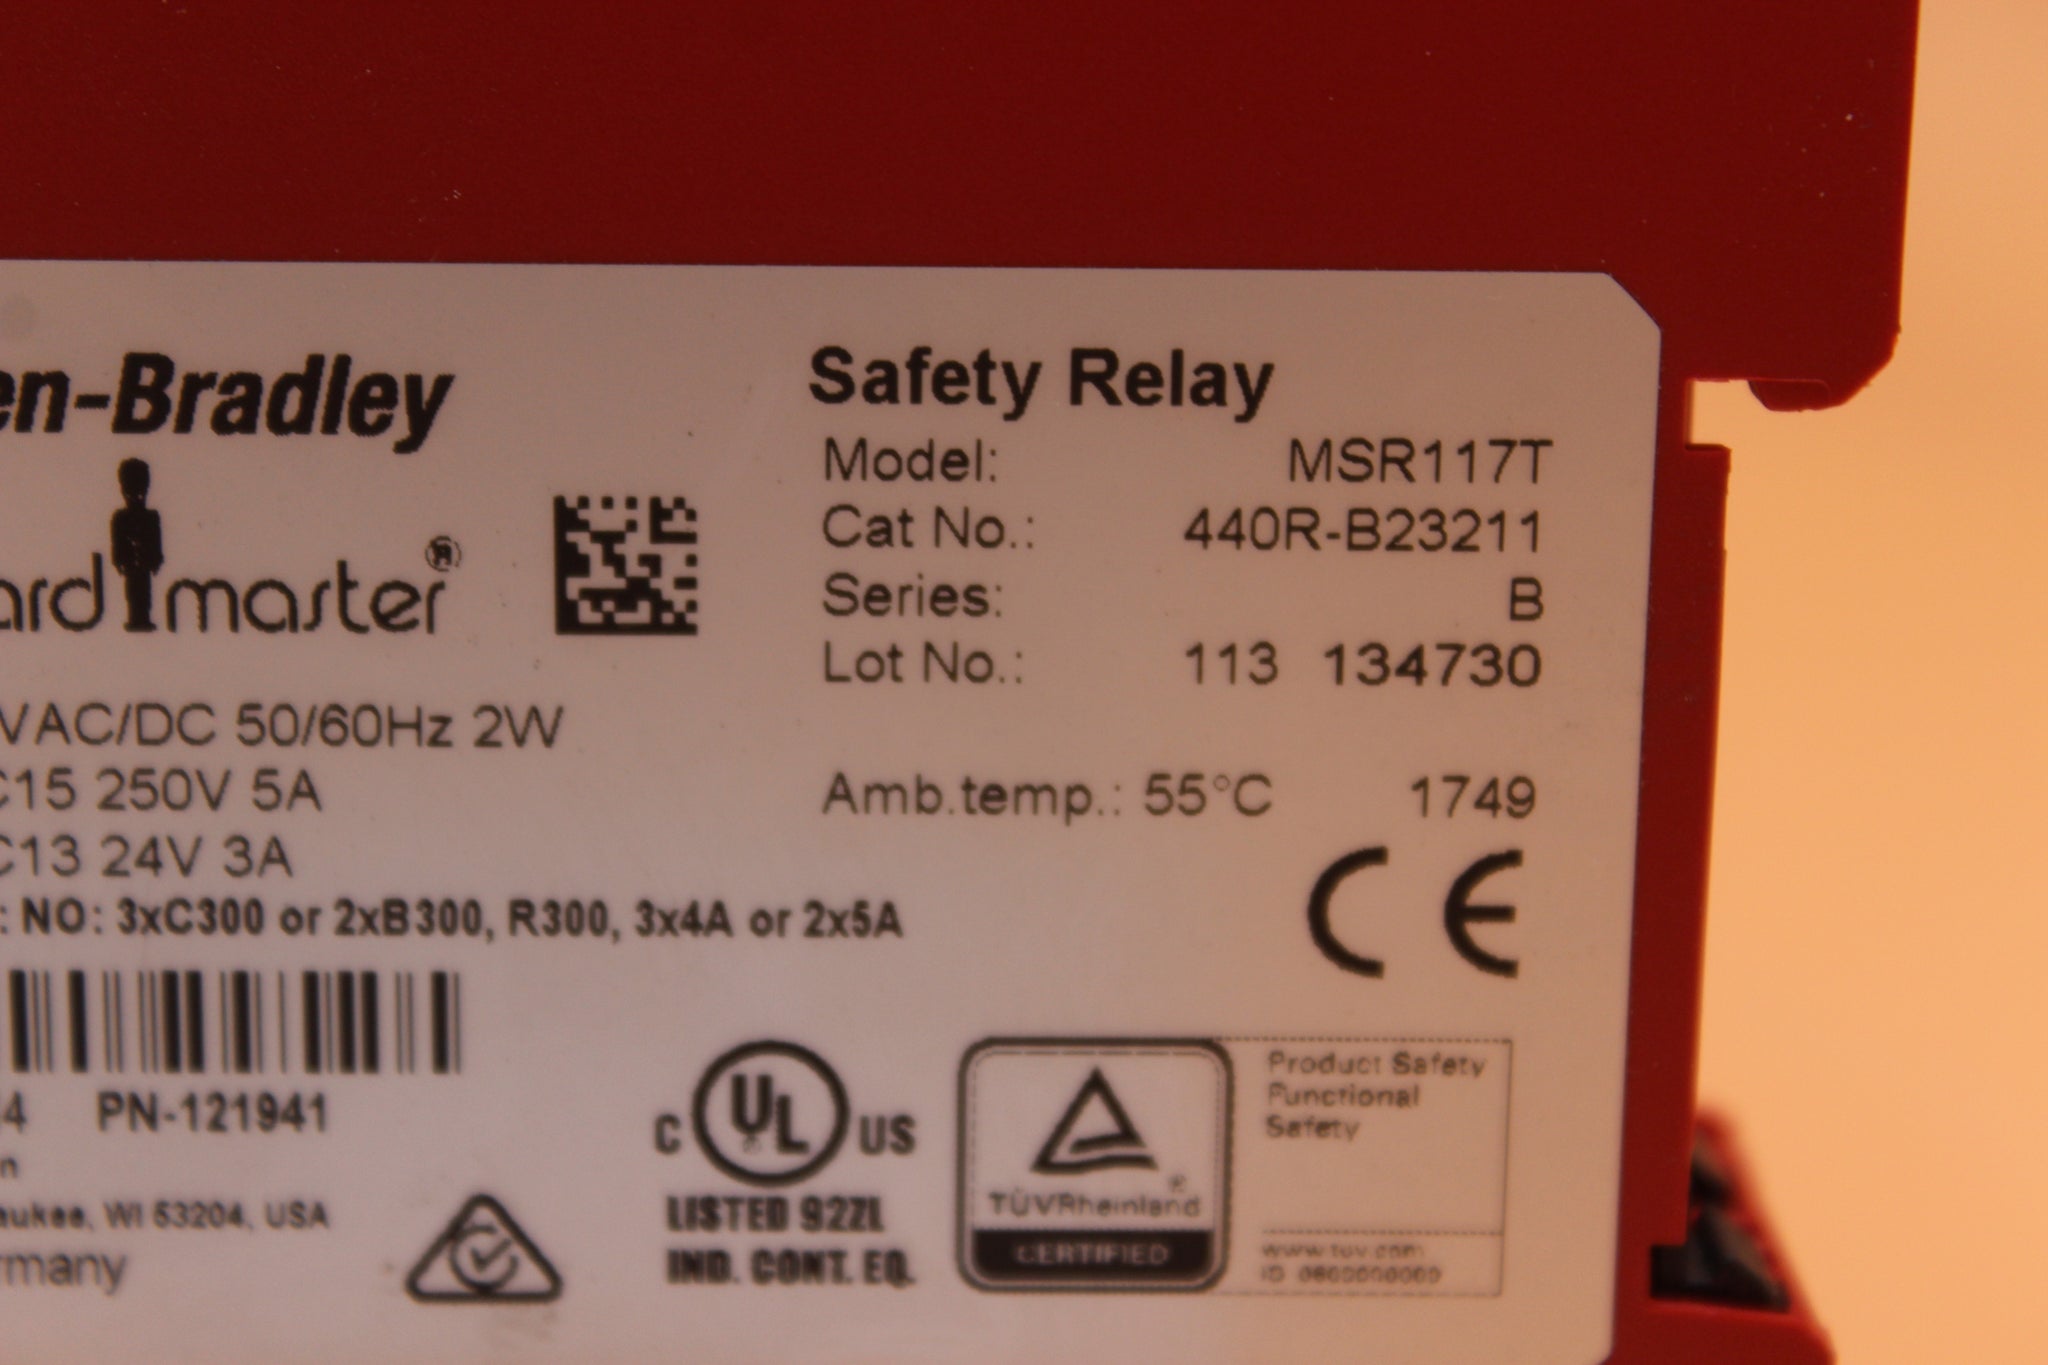 en-Bradley
ard master®
Safety Relay
Model: MSR117T
Cat No.: 440R-B23211
Series: B
Lot No.: 113 134730
VAC/DC 50/60Hz 2W
C15 250V 5A
C13 24V 3A
Amb.temp.: 55°C 1749
CE
: NO: 3xC300 or 2xB300, R300, 3x4A or 2x5A
4 PN-121941
n
aukee, WI 53204, USA
rmany
C UL® US
LISTED 92ZL
IND. CONT. EQ.
TÜVRheinland®
CERTIFIED
Product Safety
Functional
Safety
www.tuv.com
ID